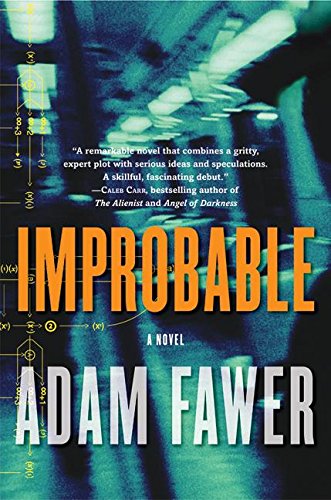 “A remarkable novel that combines a gritty,
expert plot with serious ideas and speculations.
A skillful, fascinating debut.”
—Caleb Carr, bestselling author of
The Alienist and Angel of Darkness
IMPROBABLE
A NOVEL
ADAM FAWER